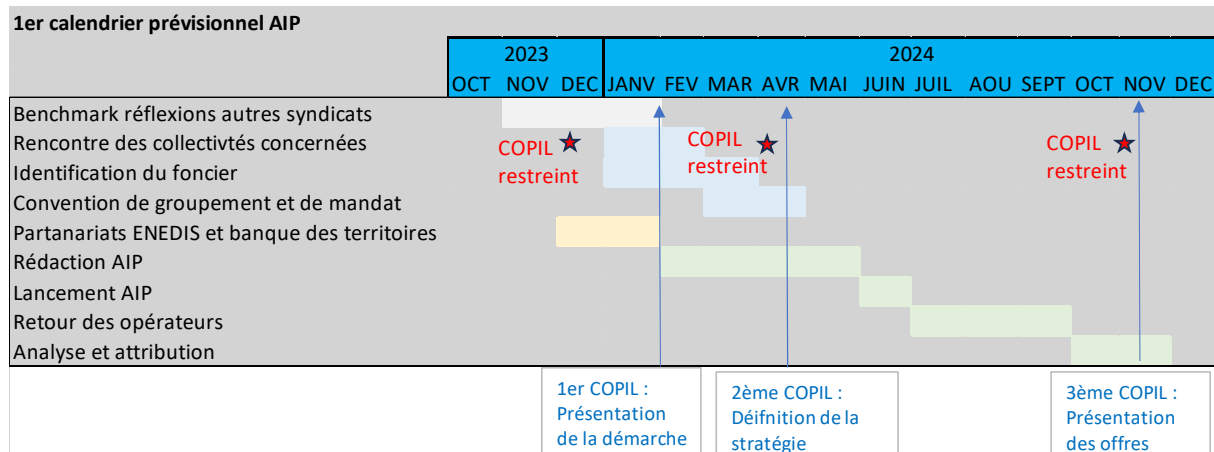 1er calendrier prévisionnel AIP
2023 2024
OCT NOV DEC JANV FEV MAR AVR MAI JUIN JUIL AOU SEPT OCT NOV DEC
Benchmark réflexions autres syndicats
Rencontre des collectivtés concernées
Identification du foncier
Convention de groupement et de mandat
Partanariats ENEDIS et banque des territoires
Rédaction AIP
Lancement AIP
Retour des opérateurs
Analyse et attribution
COPIL
restreint
COPIL
restreint
COPIL
restreint
1er COPIL :
Présentation
de la démarche
2ème COPIL :
Déifnition de la
stratégie
3ème COPIL :
Présentation
des offres